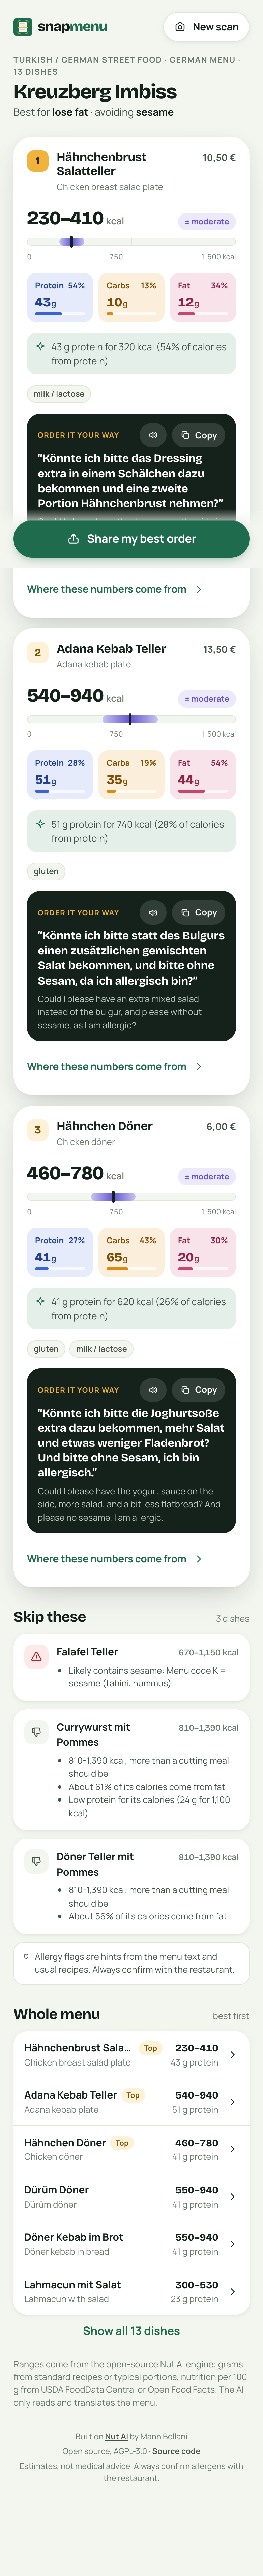 snapmenu
New scan
TURKISH / GERMAN STREET FOOD · GERMAN MENU ·
13 DISHES
Kreuzberg Imbiss
Best for lose fat · avoiding sesame
1
Hähnchenbrust
Salatteller
10,50 €
Chicken breast salad plate
230–410 kcal
± moderate
0
750
1,500 kcal
Protein 54%
43g
Carbs 13%
10g
Fat 34%
12g
43 g protein for 320 kcal (54% of calories
from protein)
milk / lactose
ORDER IT YOUR WAY
Copy
“Könnte ich bitte das Dressing
extra in einem Schälchen dazu
bekommen und eine zweite
Portion Hähnchenbrust nehmen?”
Share my best order
Where these numbers come from
2
Adana Kebab Teller
13,50 €
Adana kebab plate
540–940 kcal
± moderate
0
750
1,500 kcal
Protein 28%
51g
Carbs 19%
35g
Fat 54%
44g
51 g protein for 740 kcal (28% of calories
from protein)
gluten
ORDER IT YOUR WAY
Copy
“Könnte ich bitte statt des Bulgurs
einen zusätzlichen gemischten
Salat bekommen, und bitte ohne
Sesam, da ich allergisch bin?”
Could I please have an extra mixed salad
instead of the bulgur, and please without
sesame, as I am allergic?
Where these numbers come from
3
Hähnchen Döner
6,00 €
Chicken döner
460–780 kcal
± moderate
0
750
1,500 kcal
Protein 27%
41g
Carbs 43%
65g
Fat 30%
20g
41 g protein for 620 kcal (26% of calories
from protein)
gluten
milk / lactose
ORDER IT YOUR WAY
Copy
“Könnte ich bitte die Joghurtsoße
extra dazu bekommen, mehr Salat
und etwas weniger Fladenbrot?
Und bitte ohne Sesam, ich bin
allergisch.”
Could I please have the yogurt sauce on the
side, more salad, and a bit less flatbread? And
please no sesame, I am allergic.
Where these numbers come from
Skip these
3 dishes
Falafel Teller
670–1,150 kcal
• Likely contains sesame: Menu code K =
sesame (tahini, hummus)
Currywurst mit
Pommes
810–1,390 kcal
• 810-1,390 kcal, more than a cutting meal
should be
• About 61% of its calories come from fat
• Low protein for its calories (24 g for 1,100
kcal)
Döner Teller mit
Pommes
810–1,390 kcal
• 810-1,390 kcal, more than a cutting meal
should be
• About 56% of its calories come from fat
Allergy flags are hints from the menu text and
usual recipes. Always confirm with the restaurant.
Whole menu
best first
Hähnchenbrust Sala...
Top
230–410
Chicken breast salad plate
43 g protein
Adana Kebab Teller
Top
540–940
Adana kebab plate
51 g protein
Hähnchen Döner
Top
460–780
Chicken döner
41 g protein
Dürüm Döner
550–940
Dürüm döner
41 g protein
Döner Kebab im Brot
550–940
Döner kebab in bread
41 g protein
Lahmacun mit Salat
300–530
Lahmacun with salad
23 g protein
Show all 13 dishes
Ranges come from the open-source Nut AI engine: grams
from standard recipes or typical portions, nutrition per 100
g from USDA FoodData Central or Open Food Facts. The AI
only reads and translates the menu.
Built on Nut AI by Mann Bellani
Open source, AGPL-3.0 · Source code
Estimates, not medical advice. Always confirm allergens with
the restaurant.